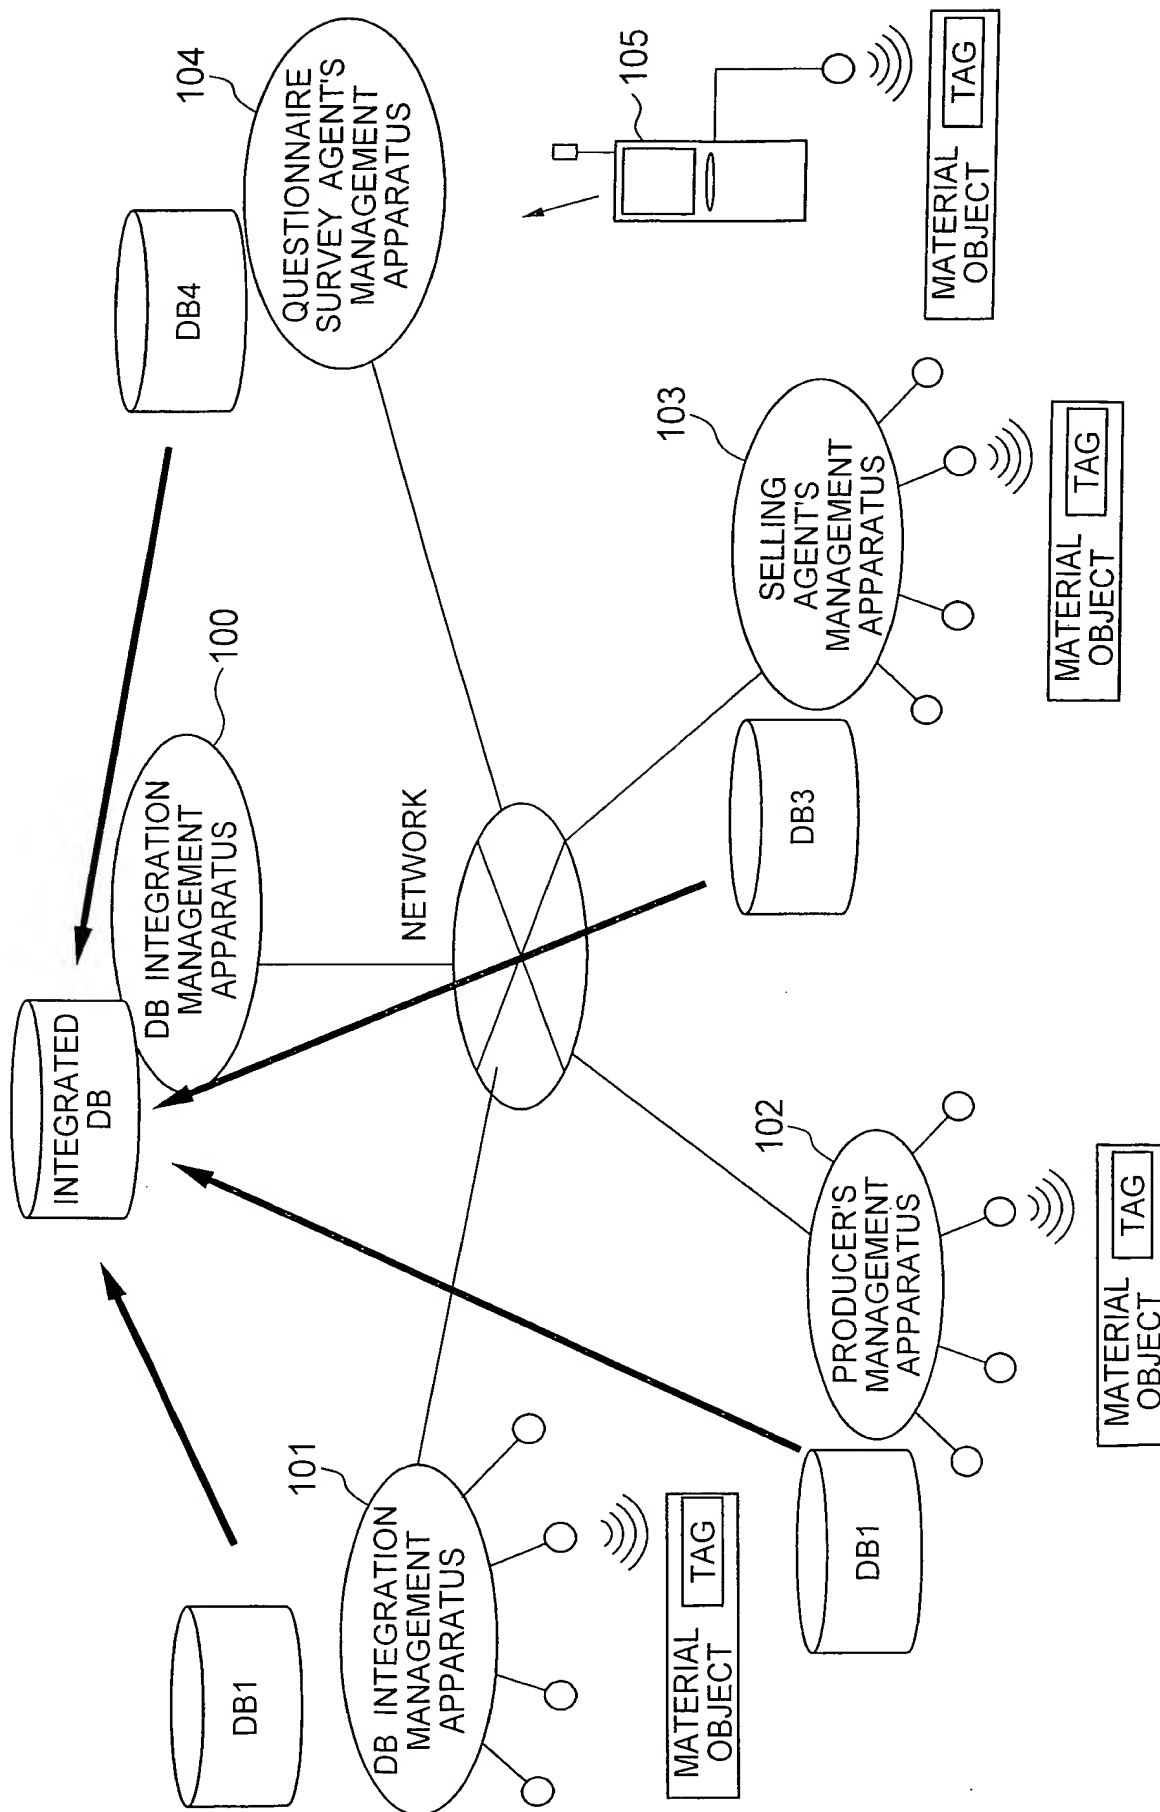 104
QUESTIONNAIRE
SURVEY AGENT'S
MANAGEMENT
APPARATUS
DB4
105
MATERIAL
OBJECT
TAG
100
DB INTEGRATION
MANAGEMENT
APPARATUS
INTEGRATED
DB
NETWORK
103
SELLING
AGENT'S
MANAGEMENT
APPARATUS
DB3
MATERIAL
OBJECT
TAG
102
PRODUCER'S
MANAGEMENT
APPARATUS
DB1
MATERIAL
OBJECT
TAG
101
DB INTEGRATION
MANAGEMENT
APPARATUS
DB1
MATERIAL
OBJECT
TAG